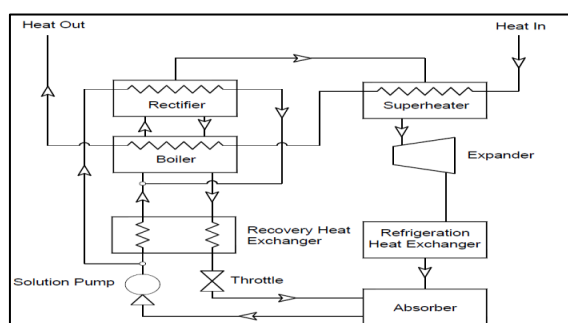 Heat Out
Heat In
Rectifier
Superheater
Boiler
Expander
Recovery Heat
Exchanger
Refrigeration
Heat Exchanger
Solution Pump
Throttle
Absorber